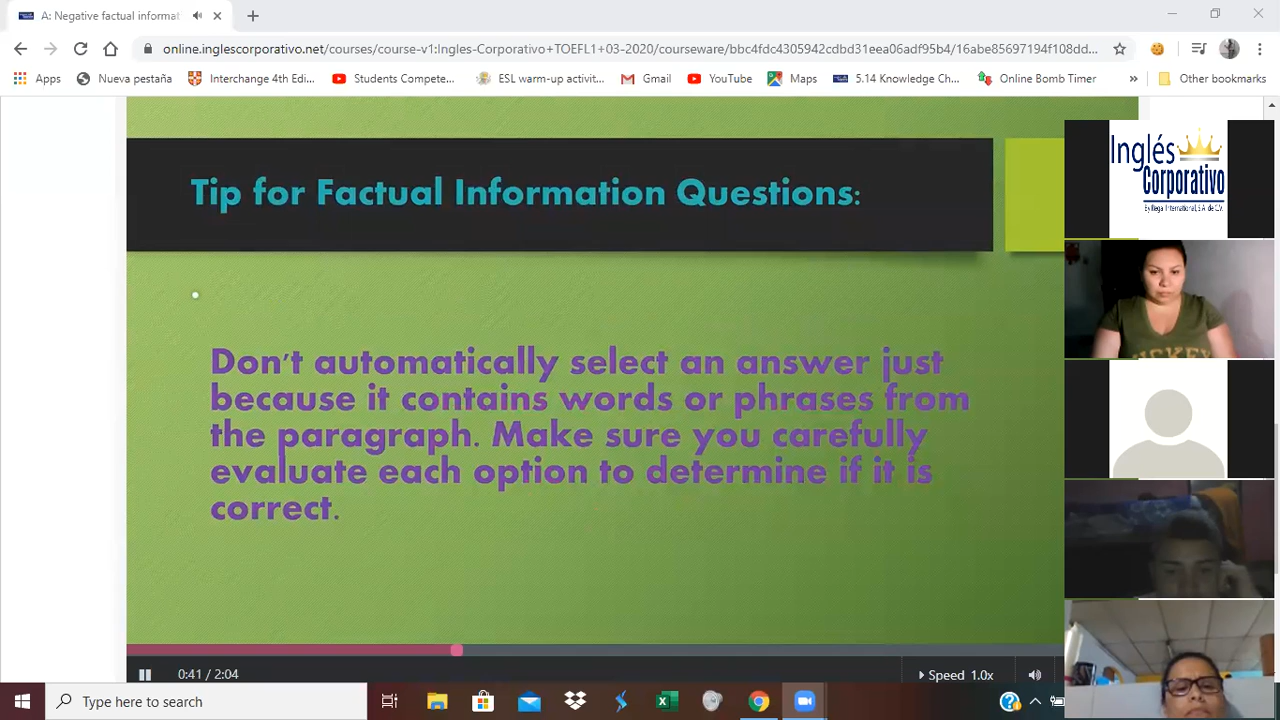 A: Negative factual informat
online.inglescorporativo.net/courses/course-v1:Ingles-Corporativo+TOEFL1+03-2020/courseware/bbc4fdc4305942cdbd31eea06adf95b4/16abe85697194f108dd...
Apps
Nueva pestaña
Interchange 4th Edi...
Students Compete...
ESL warm-up activit...
Gmail
YouTube
Maps
5.14 Knowledge Ch...
Online Bomb Timer
»
Other bookmarks
Tip for Factual Information Questions:
Don't automatically select an answer just
because it contains words or phrases from
the paragraph. Make sure you carefully
evaluate each option to determine if it is
correct.
0:41 / 2:04
Speed 1.0x
Inglés
Corporativo
Type here to search